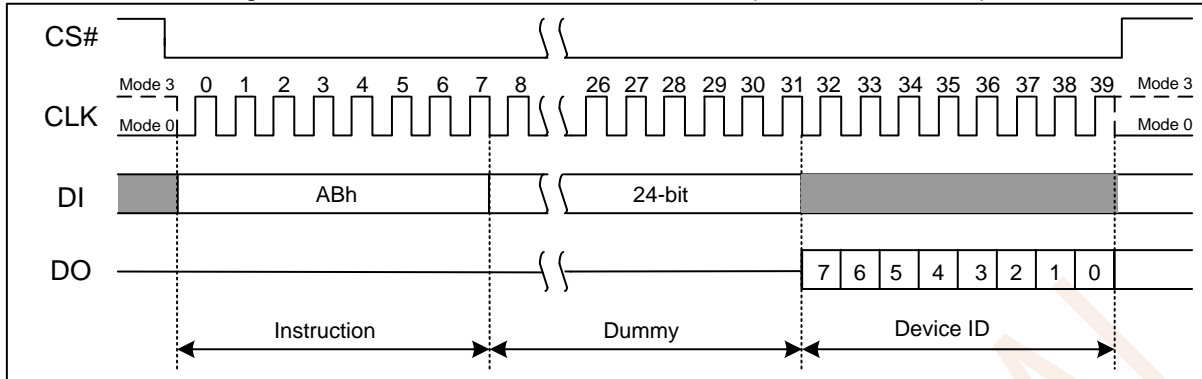 CS#
Mode 3 0 1 2 3 4 5 6 7 8 26 27 28 29 30 31 32 33 34 35 36 37 38 39 Mode 3
CLK
Mode 0 Mode 0
DI ABh 24-bit
DO 7 6 5 4 3 2 1 0
Instruction Dummy Device ID